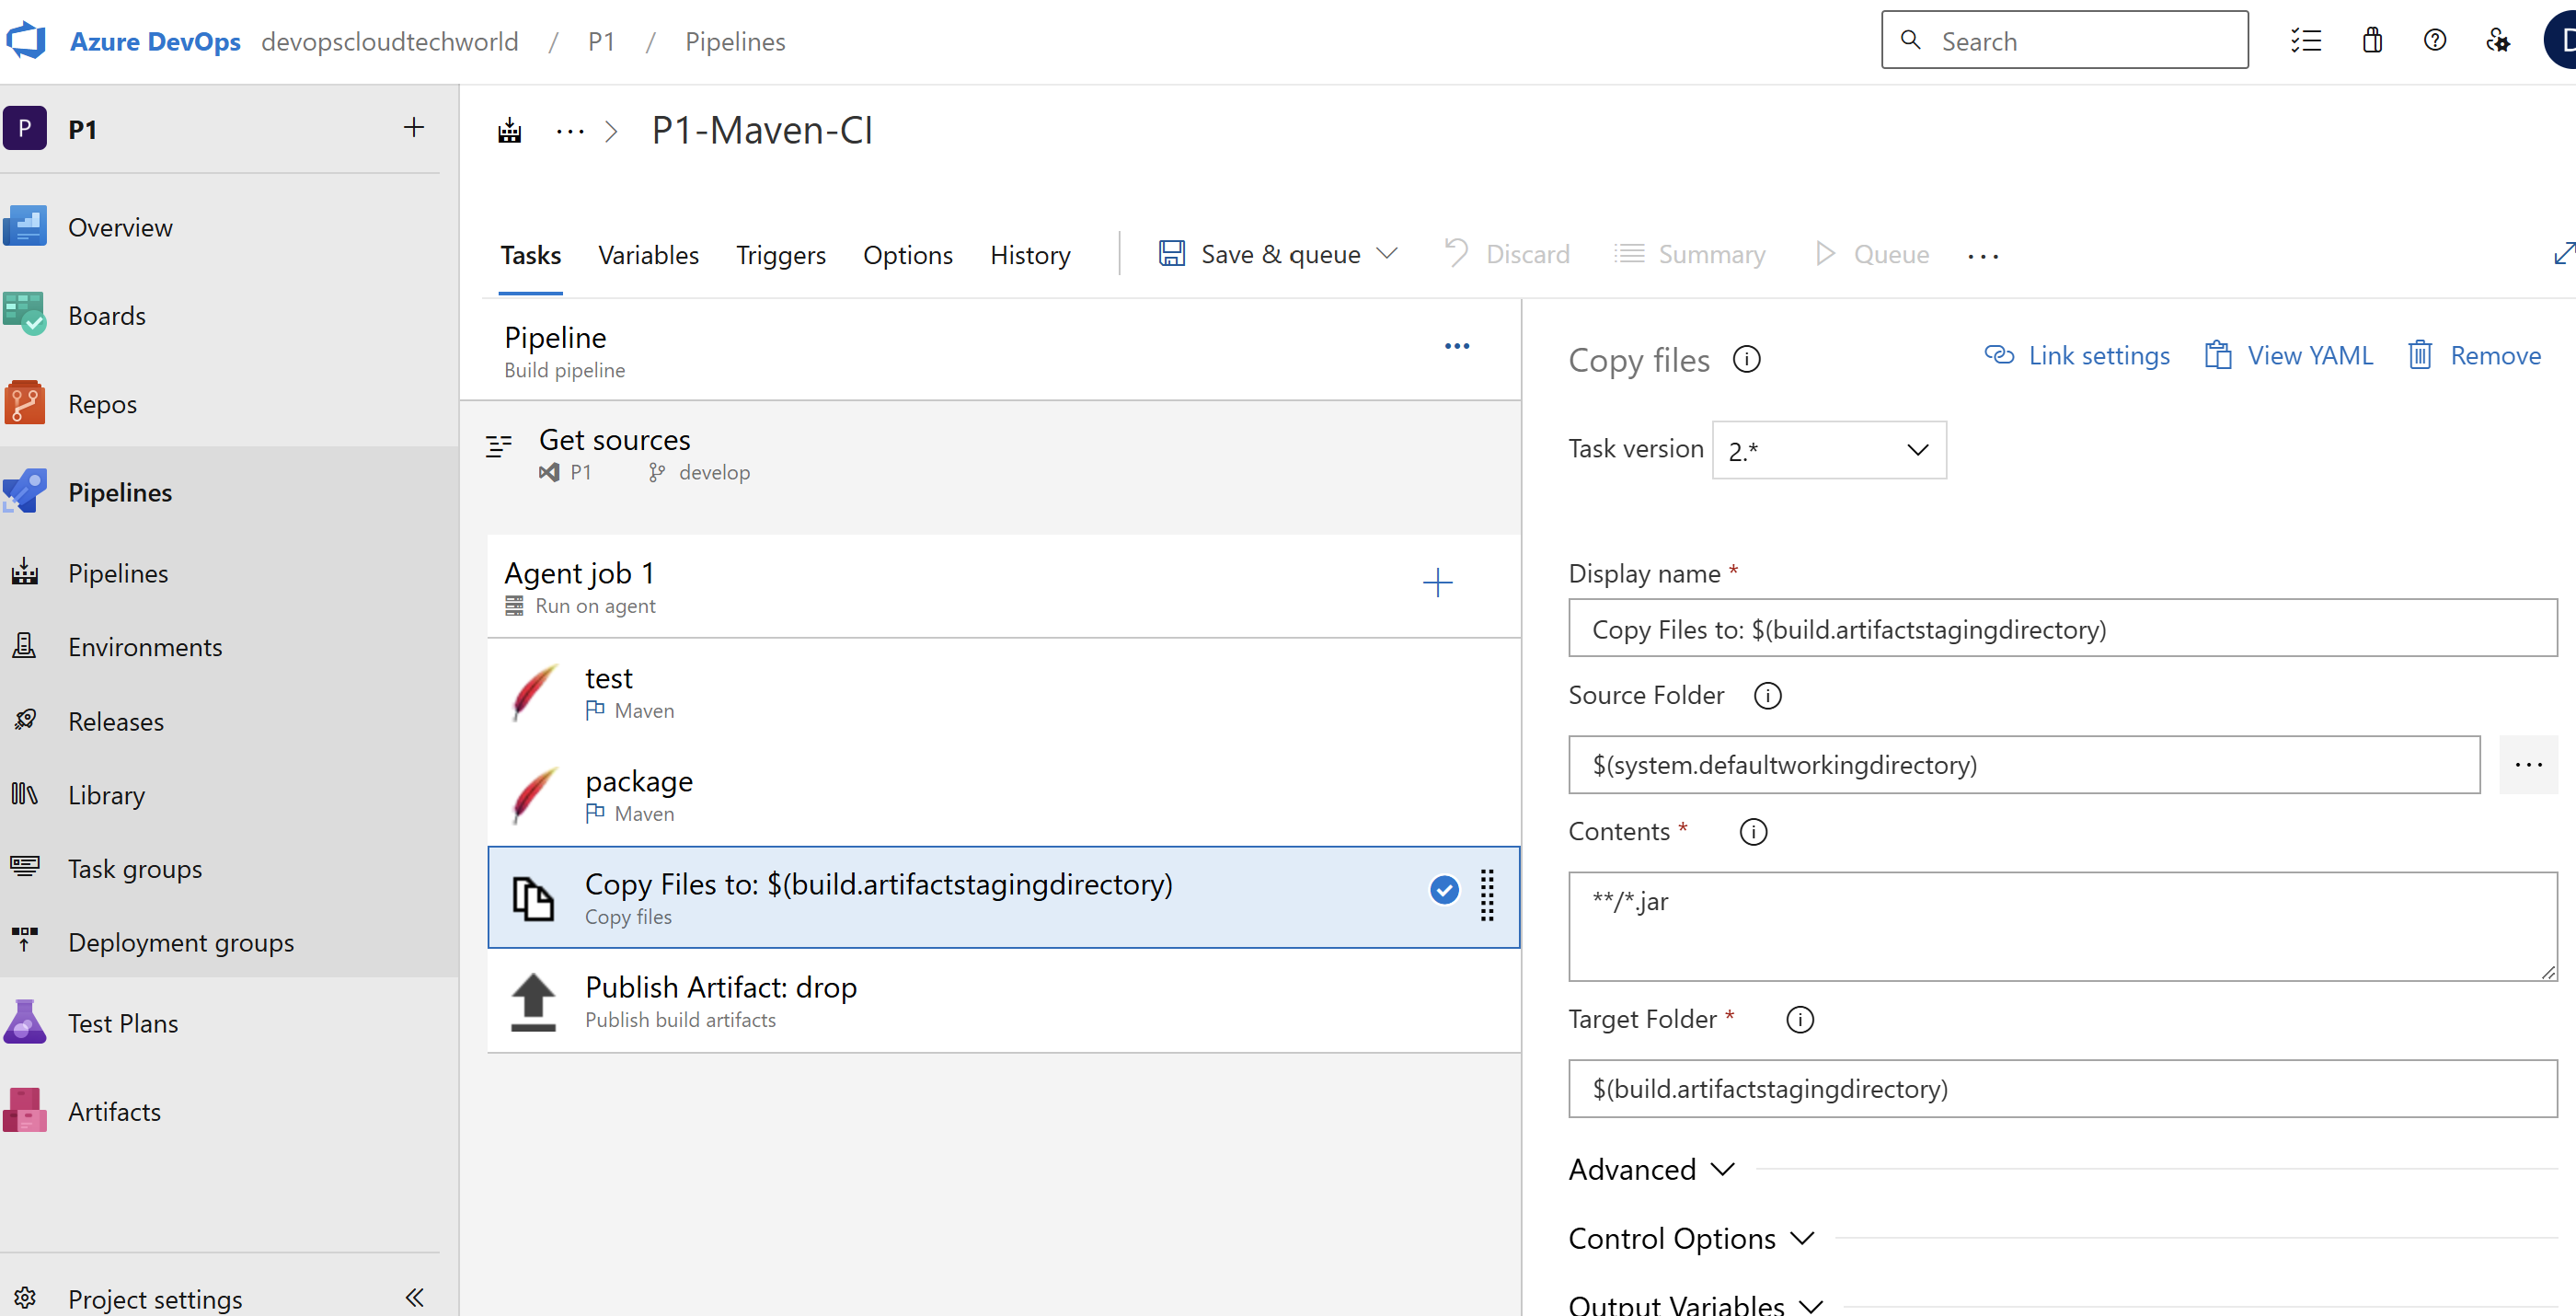 Azure DevOps devopscloudtechworld / P1 / Pipelines
Search
D
P P1
Overview
Boards
Repos
Pipelines
Pipelines
Environments
Releases
Library
Task groups
Deployment groups
Test Plans
Artifacts
Project settings
... > P1-Maven-CI
Tasks Variables Triggers Options History Save & queue Discard Summary Queue ...
Pipeline
Build pipeline
Get sources
P1 develop
Agent job 1
Run on agent
test
Maven
package
Maven
Copy Files to: $(build.artifactstagingdirectory)
Copy files
Publish Artifact: drop
Publish build artifacts
Copy files Link settings View YAML Remove
Task version 2.*
Display name *
Copy Files to: $(build.artifactstagingdirectory)
Source Folder
$(system.defaultworkingdirectory)
Contents *
**/*.jar
Target Folder *
$(build.artifactstagingdirectory)
Advanced
Control Options
Output Variables